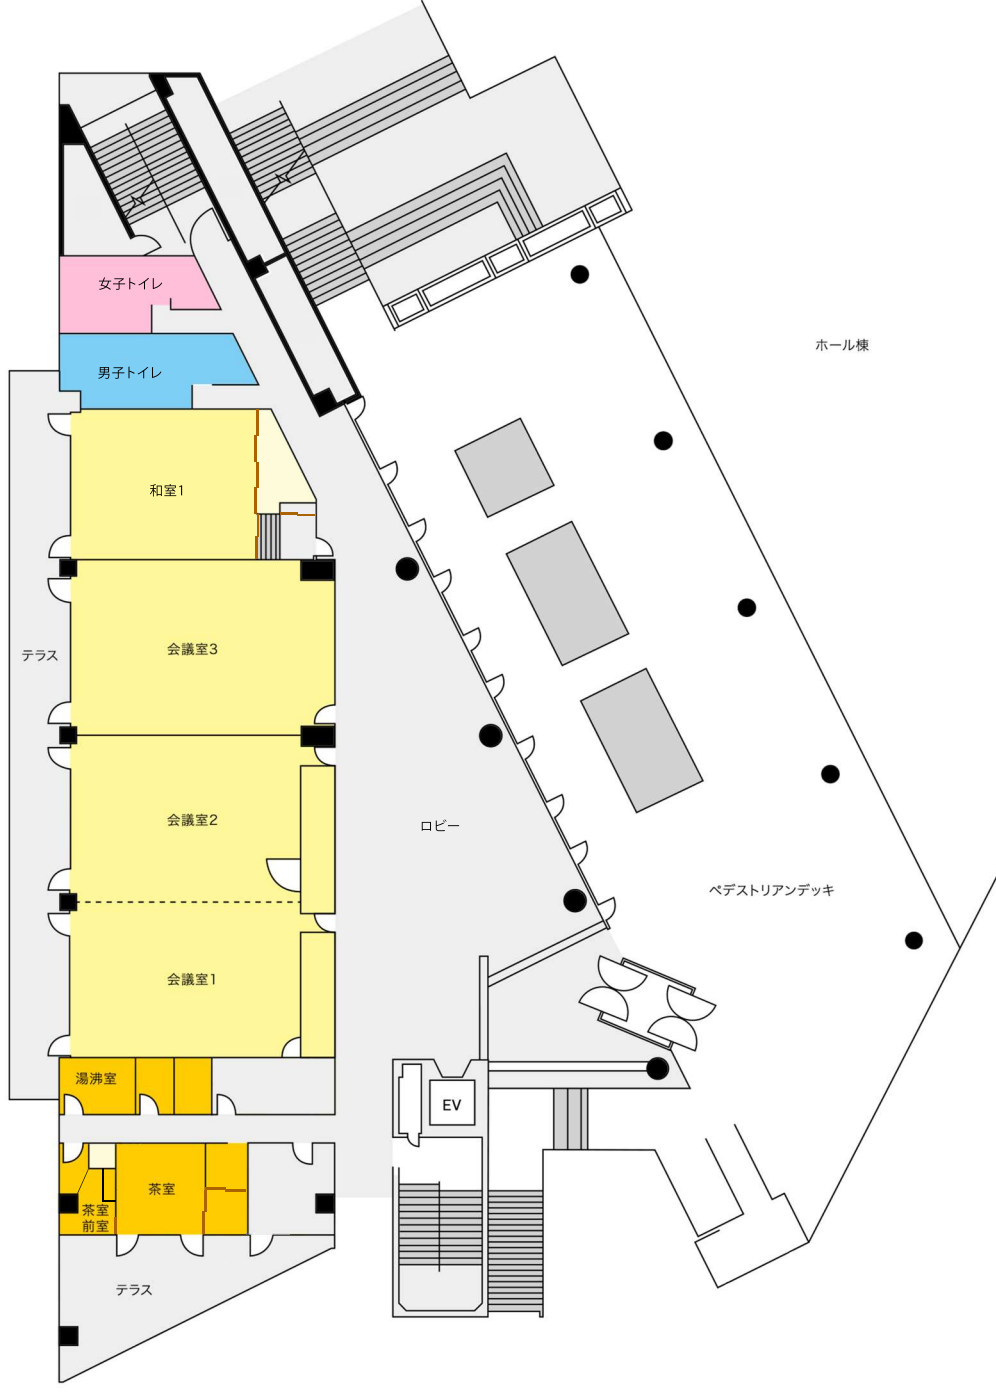 女子トイレ
ホール棟
男子トイレ
和室1
会議室3
テラス
会議室2
ロビー
ペデストリアンデッキ
会議室1
湯沸室
EV
茶室
茶室
前室
テラス